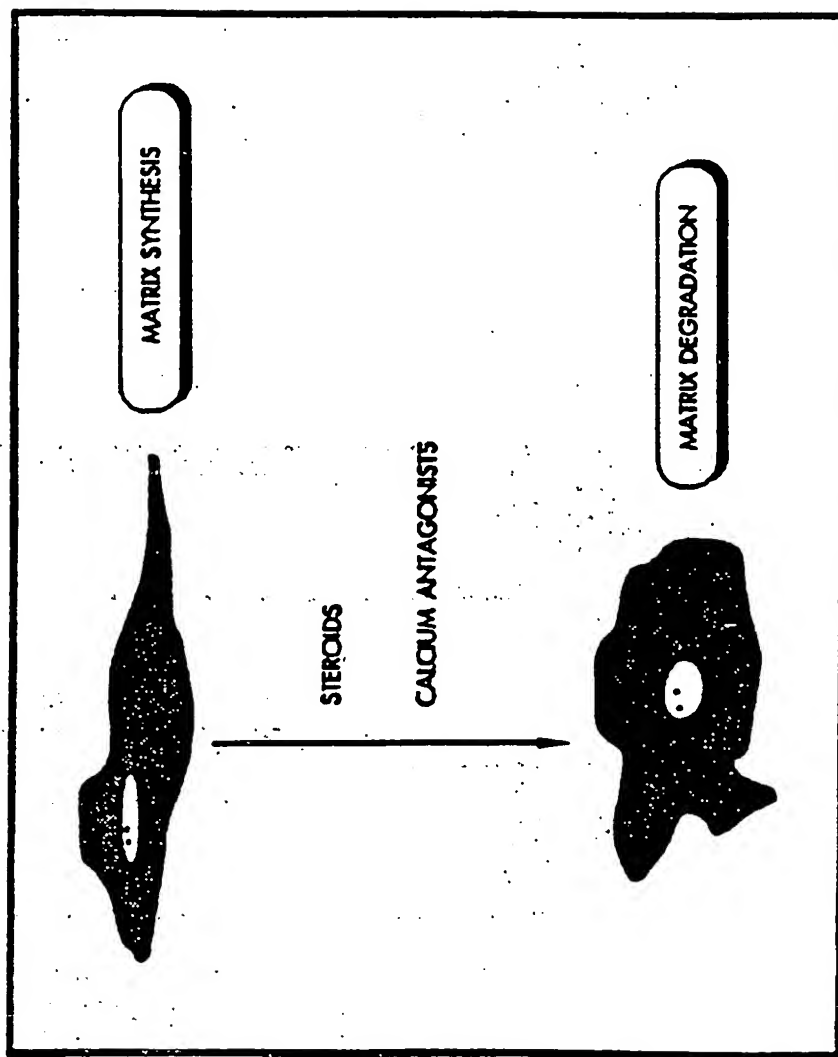 MATRIX SYNTHESIS
STEROIDS
CALCIUM ANTAGONISTS
MATRIX DEGRADATION